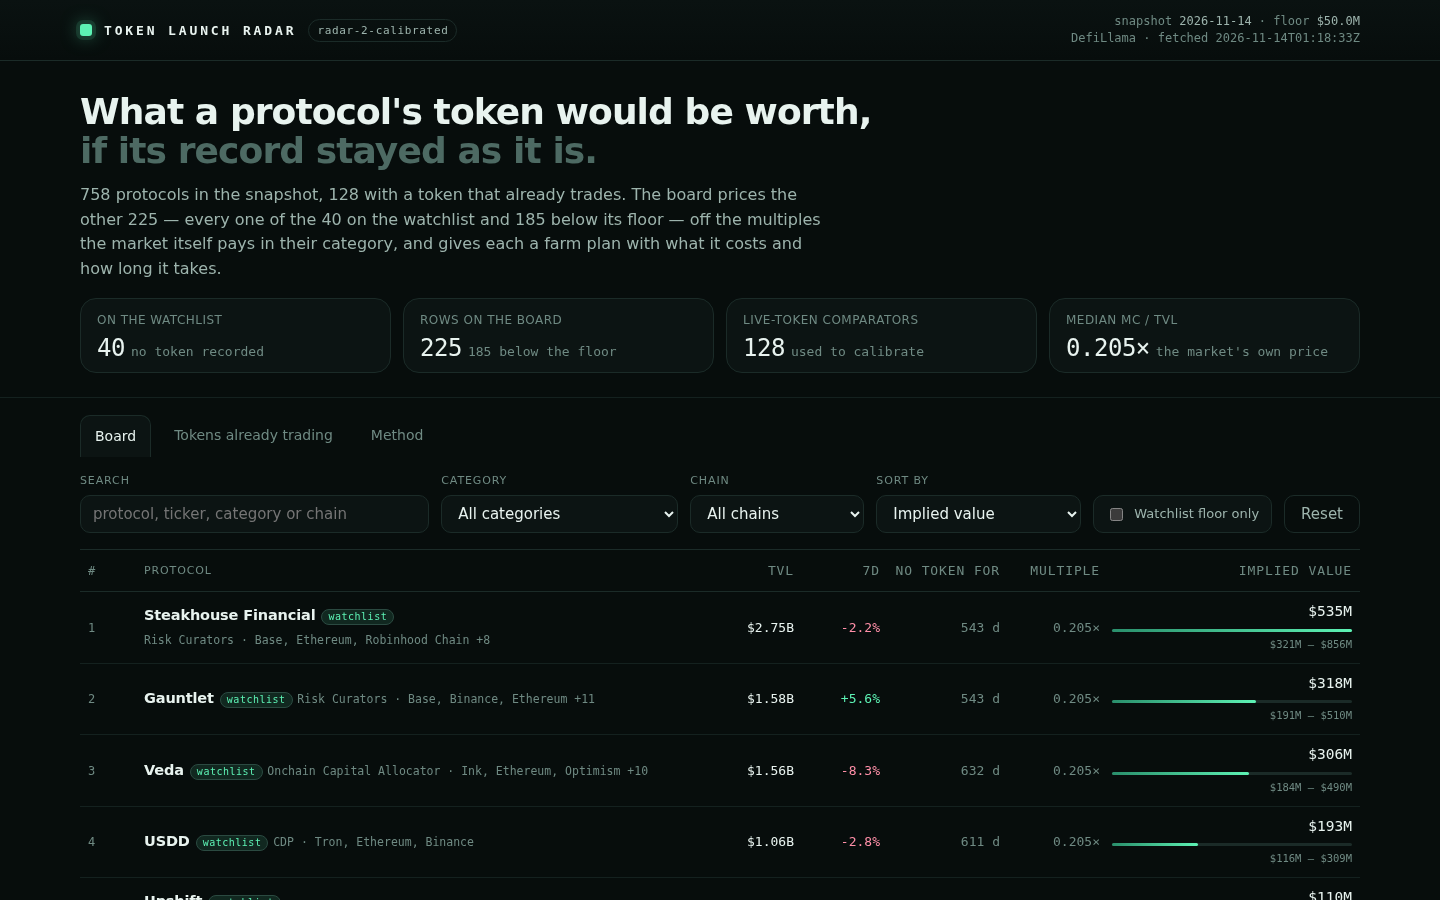 TOKEN LAUNCH RADAR radar-2-calibrated
snapshot 2026-11-14 · floor $50.0M
DefiLlama · fetched 2026-11-14T01:18:33Z
What a protocol's token would be worth,
if its record stayed as it is.
758 protocols in the snapshot, 128 with a token that already trades. The board prices the
other 225 — every one of the 40 on the watchlist and 185 below its floor — off the multiples
the market itself pays in their category, and gives each a farm plan with what it costs and
how long it takes.
ON THE WATCHLIST
40 no token recorded
ROWS ON THE BOARD
225 185 below the floor
LIVE-TOKEN COMPARATORS
128 used to calibrate
MEDIAN MC / TVL
0.205× the market's own price
Board Tokens already trading Method
SEARCH CATEGORY CHAIN SORT BY
protocol, ticker, category or chain All categories All chains Implied value Watchlist floor only Reset
# PROTOCOL TVL 7D NO TOKEN FOR MULTIPLE IMPLIED VALUE
1 Steakhouse Financial watchlist $2.75B -2.2% 543 d 0.205× $535M
Risk Curators · Base, Ethereum, Robinhood Chain +8 $321M — $856M
2 Gauntlet watchlist Risk Curators · Base, Binance, Ethereum +11 $1.58B +5.6% 543 d 0.205× $318M
$191M — $510M
3 Veda watchlist Onchain Capital Allocator · Ink, Ethereum, Optimism +10 $1.56B -8.3% 632 d 0.205× $306M
$184M — $490M
4 USDD watchlist CDP · Tron, Ethereum, Binance $1.06B -2.8% 611 d 0.205× $193M
$116M — $309M
Upshift watchlist $110M